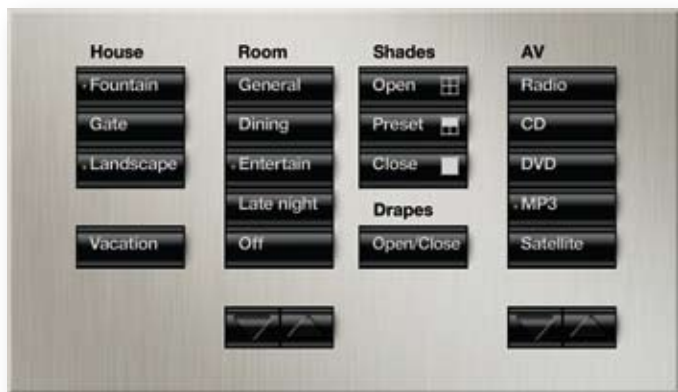 House
Fountain
Gate
Landscape
Vacation
Room
General
Dining
Entertain
Late night
Off
Shades
Open
Preset
Close
Drapes
Open/Close
AV
Radio
CD
DVD
MP3
Satellite